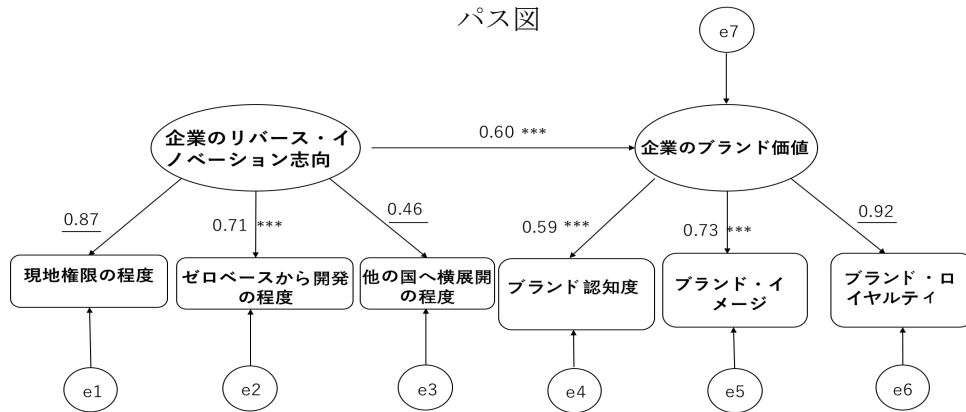 パス図
e7
企業のリバース・イ
ノベーション志向
0.60 ***
企業のブランド価値
0.87
0.71 ***
0.46
0.59 ***
0.73 ***
0.92
現地権限の程度
ゼロベースから開発
の程度
他の国へ横展開
の程度
ブランド認知度
ブランド・イ
メージ
ブランド・ロ
イヤルティ
e1
e2
e3
e4
e5
e6